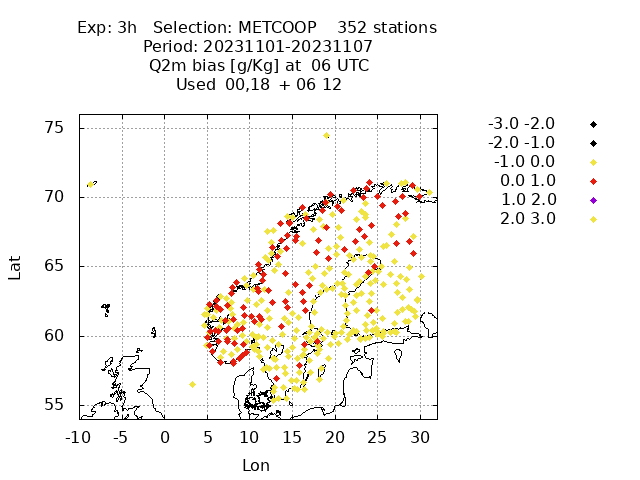 Exp: 3h   Selection: METCOOP    352 stations
Period: 20231101-20231107
Q2m bias [g/Kg] at  06 UTC
Used  00,18  + 06 12
-3.0 -2.0
-2.0 -1.0
-1.0 0.0
0.0 1.0
1.0 2.0
2.0 3.0
75
70
65
60
55
Lat
-10 -5 0 5 10 15 20 25 30
Lon